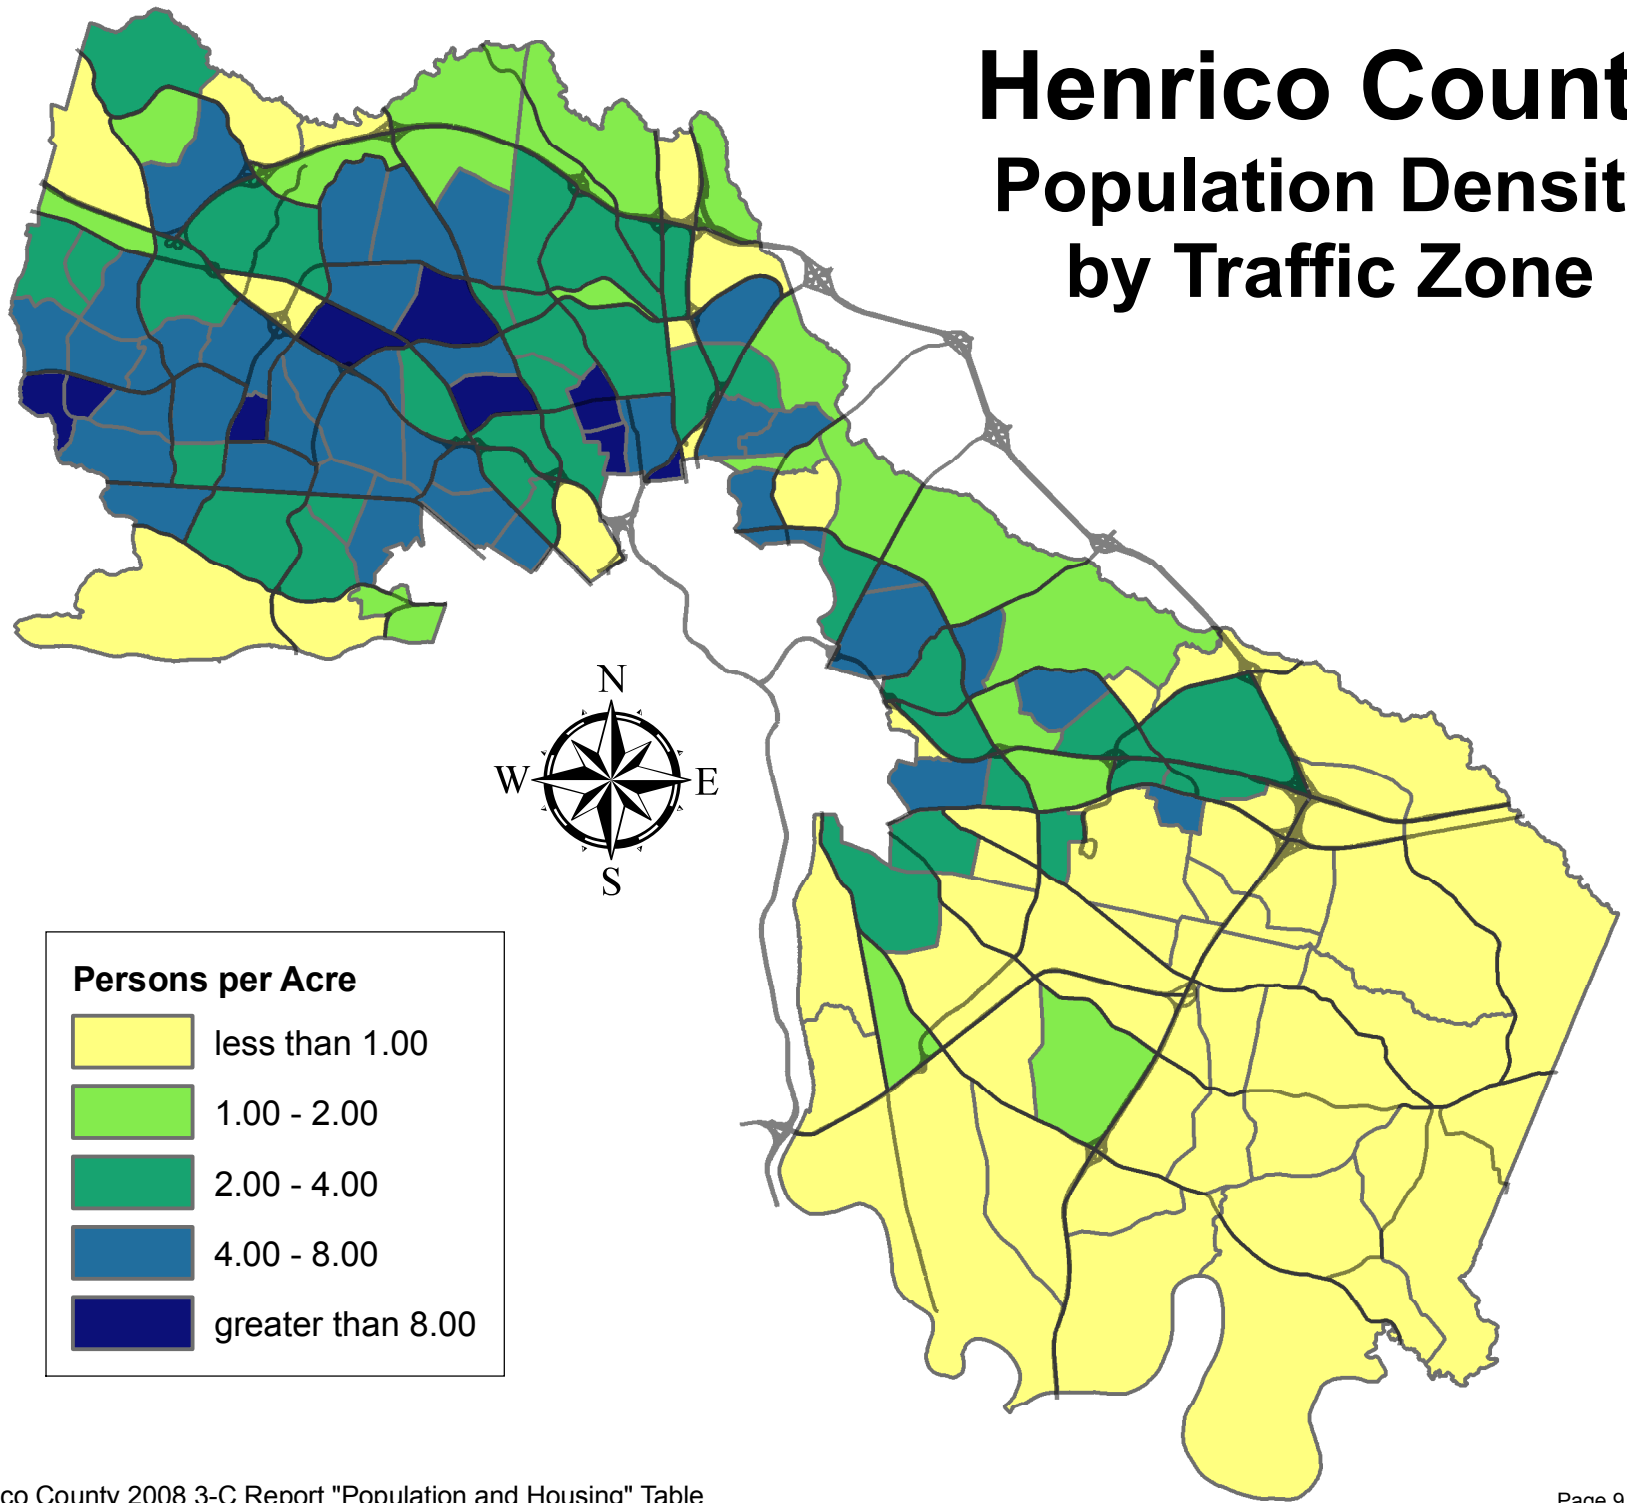 Henrico Count
Population Densit
by Traffic Zone
N
W E
S
Persons per Acre
less than 1.00
1.00 - 2.00
2.00 - 4.00
4.00 - 8.00
greater than 8.00
co County 2008 3-C Report "Population and Housing" Table
Page 9